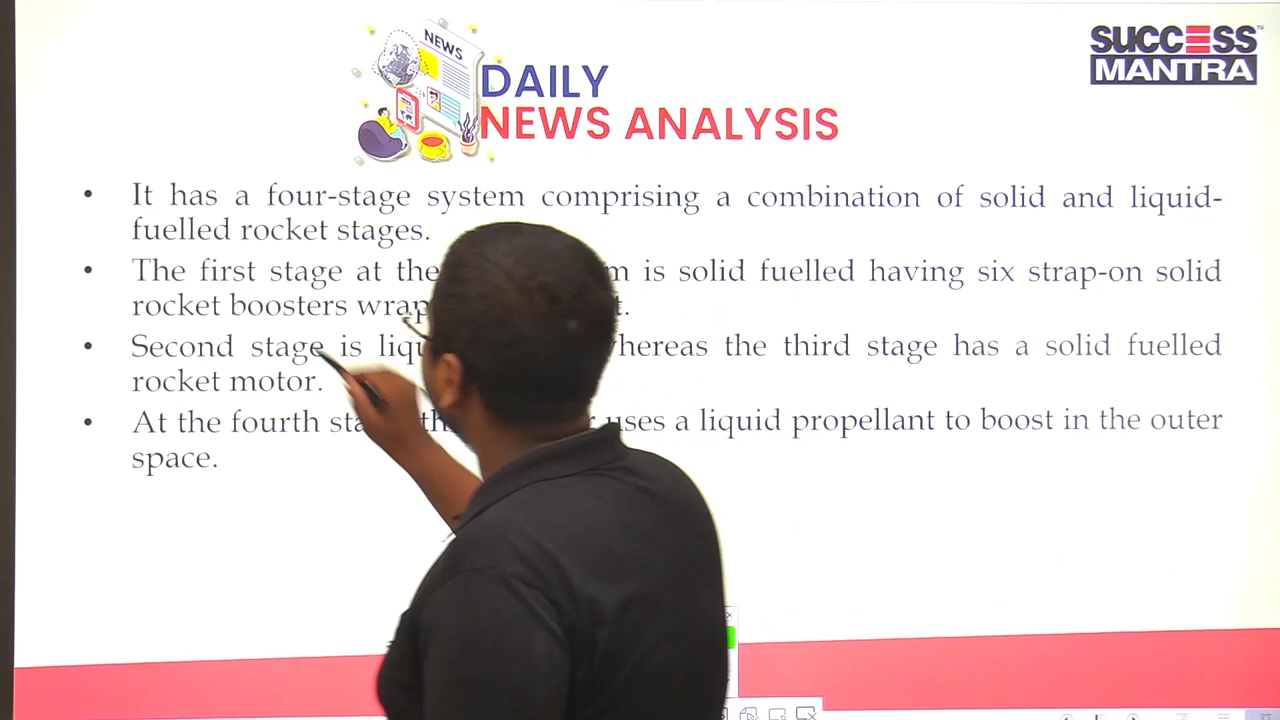 NEWS
DAILY
NEWS ANALYSIS
SUCCESS
MANTRA
• It has a four-stage system comprising a combination of solid and liquid-
fuelled rocket stages.
• The first stage at the is solid fuelled having six strap-on solid
rocket boosters
• Second stage is whereas the third stage has a solid fuelled
rocket motor.
• At the fourth uses a liquid propellant to boost in the outer
space.